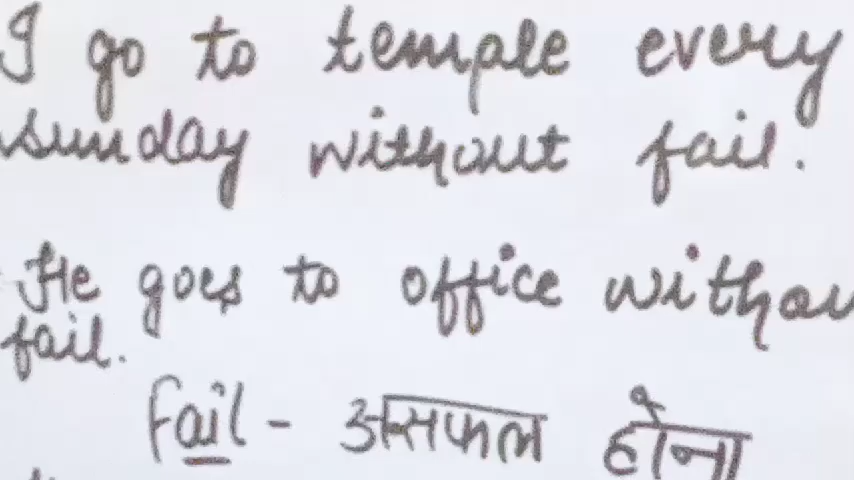 I go to temple every
sunday without fail.
He goes to office withou
fail.
fail - असफल होना